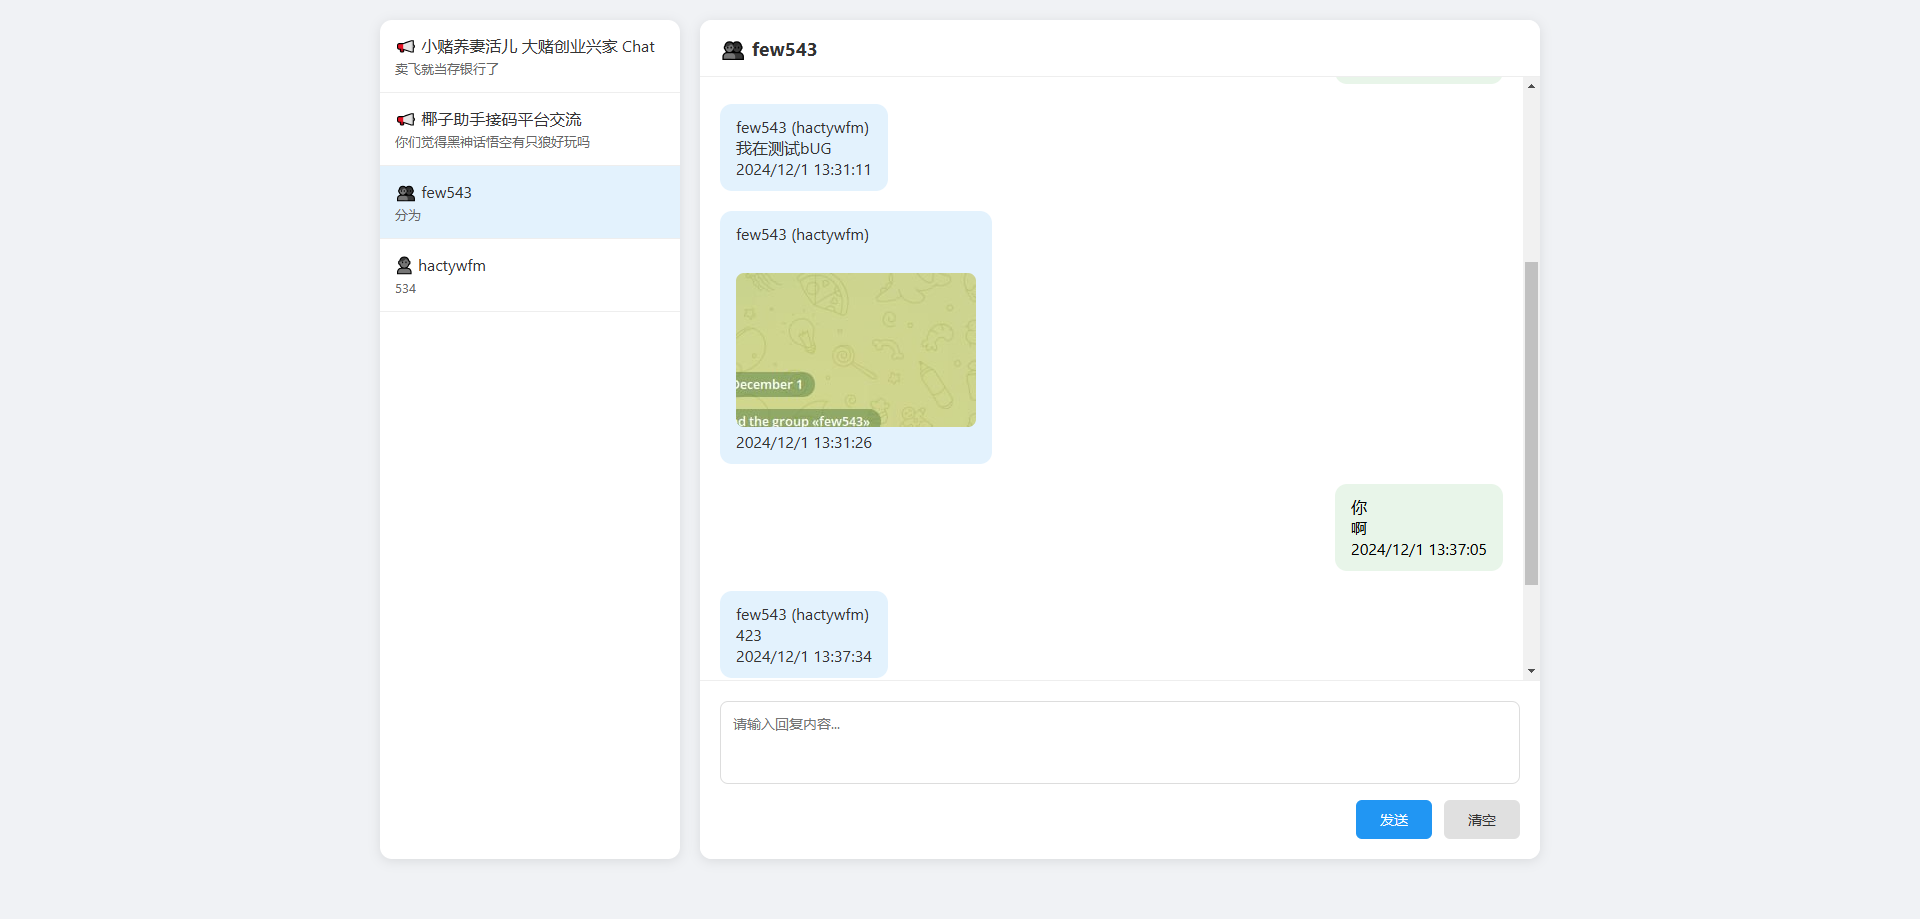 小赌养妻活儿 大赌创业兴家 Chat
卖飞就当存银行了
椰子助手接码平台交流
你们觉得黑神话悟空有只狼好玩吗
few543
分为
hactywfm
534
few543
few543 (hactywfm)
我在测试bUG
2024/12/1 13:31:11
few543 (hactywfm)
December 1
d the group «few543»
2024/12/1 13:31:26
你
啊
2024/12/1 13:37:05
few543 (hactywfm)
423
2024/12/1 13:37:34
请输入回复内容...
发送
清空